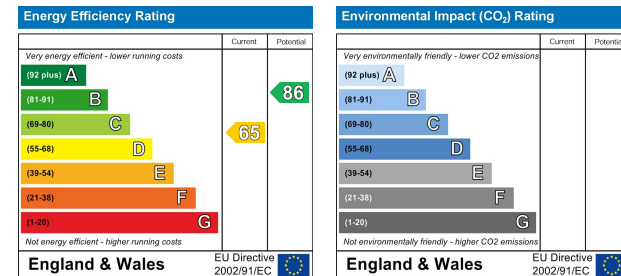 Energy Efficiency Rating
Current Potential
Very energy efficient - lower running costs
(92 plus) A
(81-91) B
(69-80) C
(55-68) D
(39-54) E
(21-38) F
(1-20) G
65
86
Not energy efficient - higher running costs
England & Wales
EU Directive
2002/91/EC
Environmental Impact (CO₂) Rating
Current Potentia
Very environmentally friendly - lower CO2 emissions
(92 plus) A
(81-91) B
(69-80) C
(55-68) D
(39-54) E
(21-38) F
(1-20) G
Not environmentally friendly - higher CO2 emissions
England & Wales
EU Directive
2002/91/EC